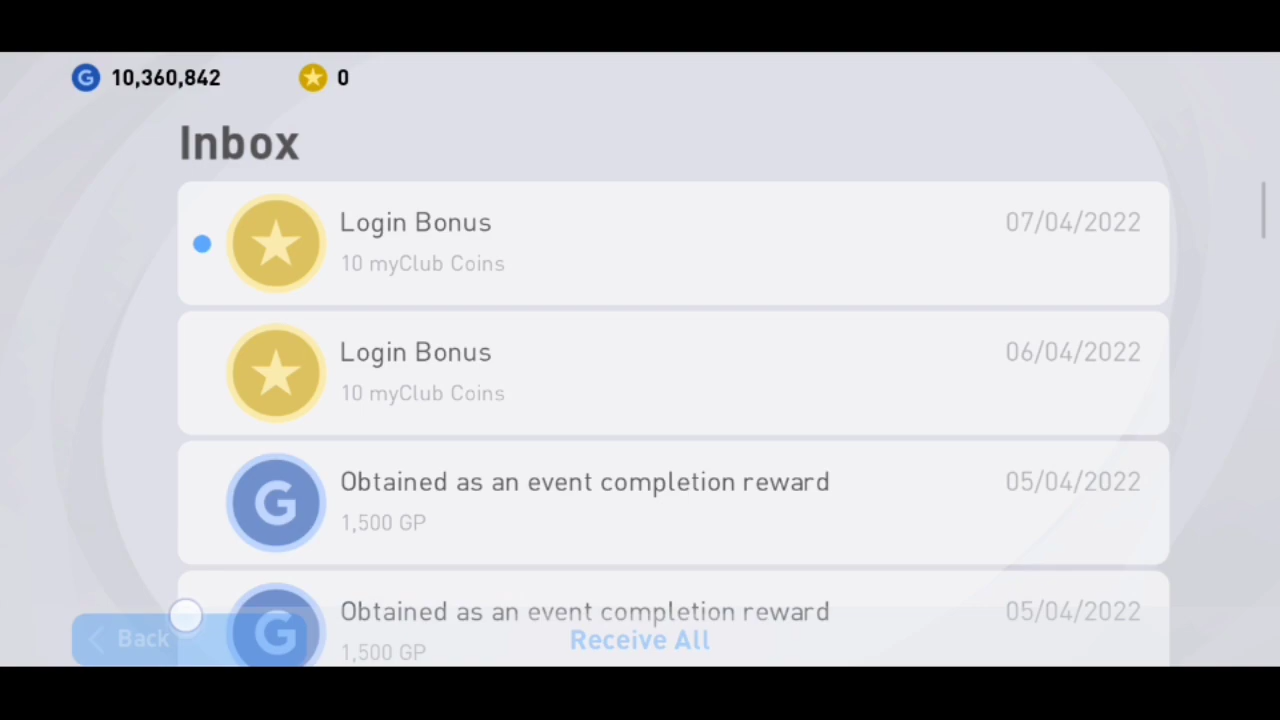 G 10,360,842 0
Inbox
Login Bonus 07/04/2022
10 myClub Coins
Login Bonus 06/04/2022
10 myClub Coins
G Obtained as an event completion reward 05/04/2022
1,500 GP
G Obtained as an event completion reward 05/04/2022
1,500 GP
Back Receive All